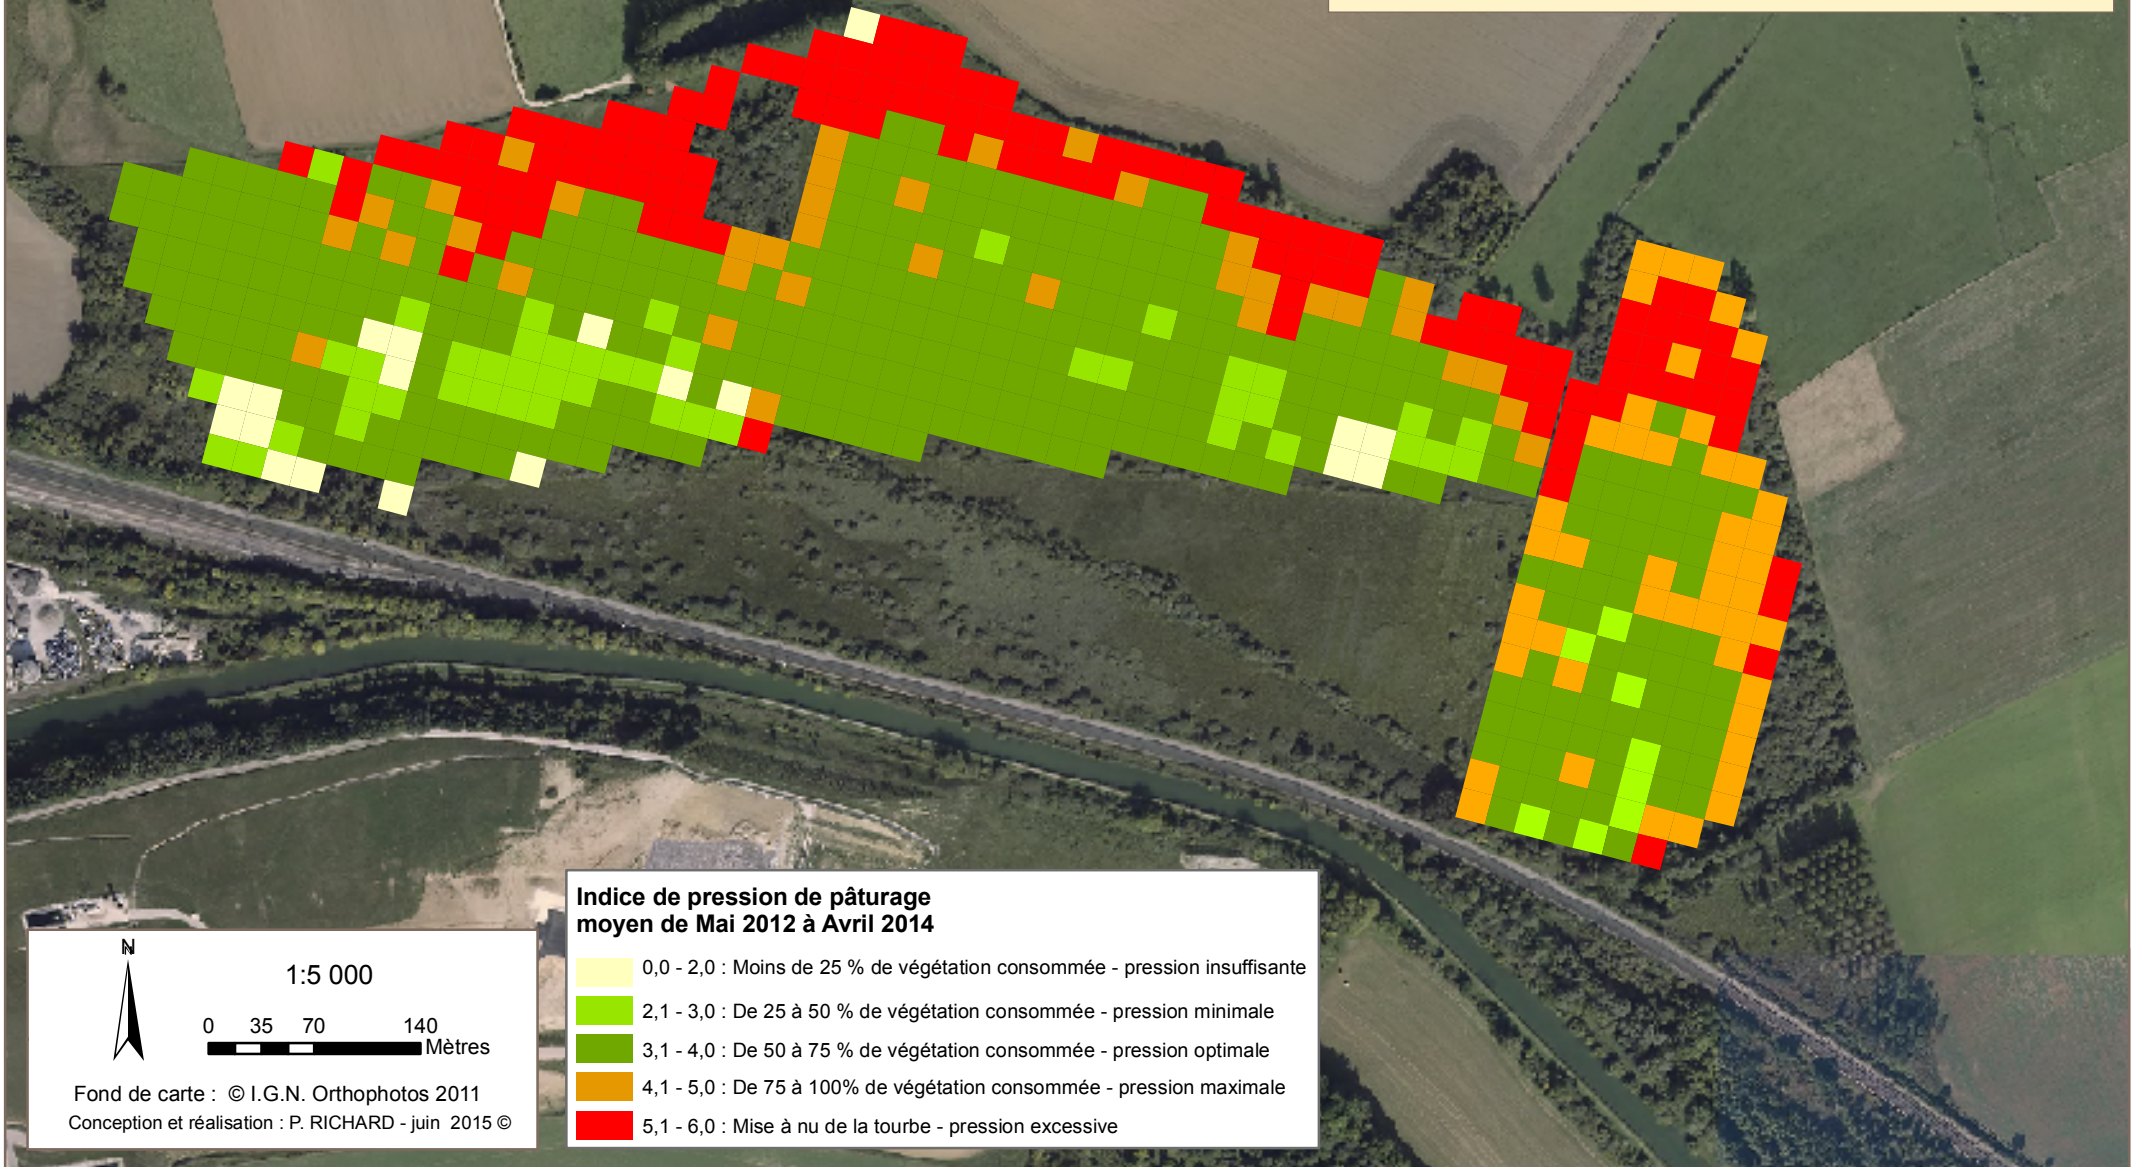 Indice de pression de pâturage
moyen de Mai 2012 à Avril 2014
0,0 - 2,0 : Moins de 25 % de végétation consommée - pression insuffisante
2,1 - 3,0 : De 25 à 50 % de végétation consommée - pression minimale
3,1 - 4,0 : De 50 à 75 % de végétation consommée - pression optimale
4,1 - 5,0 : De 75 à 100% de végétation consommée - pression maximale
5,1 - 6,0 : Mise à nu de la tourbe - pression excessive
N
1:5 000
0 35 70 140
Mètres
Fond de carte : © I.G.N. Orthophotos 2011
Conception et réalisation : P. RICHARD - juin 2015 ©